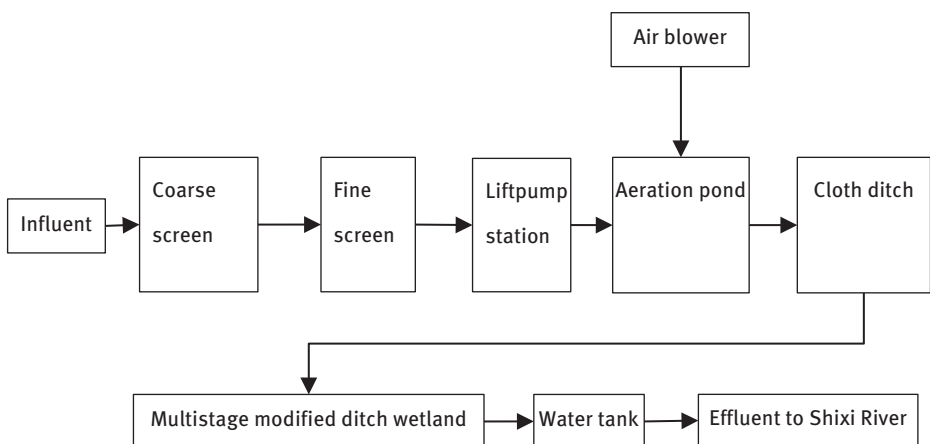 Air blower
Influent
Coarse
screen
Fine
screen
Liftpump
station
Aeration pond
Cloth ditch
Multistage modified ditch wetland
Water tank
Effluent to Shixi River